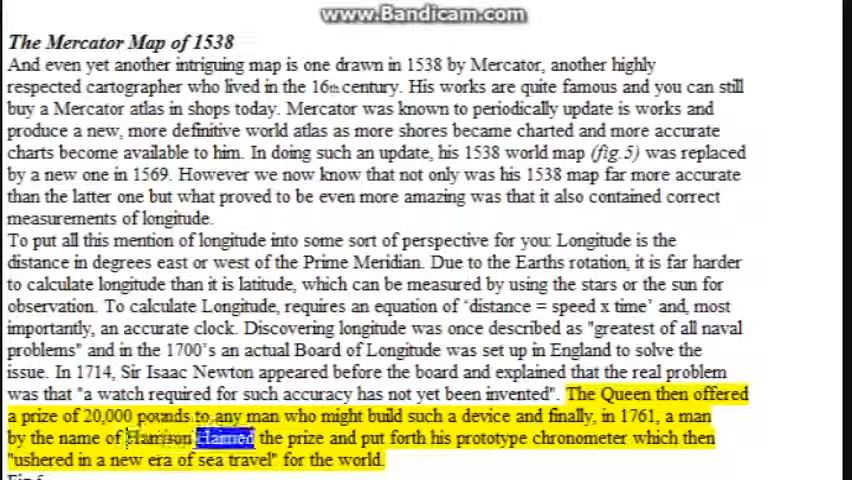 www.Bandicam.com
The Mercator Map of 1538
And even yet another intriguing map is one drawn in 1538 by Mercator, another highly
respected cartographer who lived in the 16th century. His works are quite famous and you can still
buy a Mercator atlas in shops today. Mercator was known to periodically update is works and
produce a new, more definitive world atlas as more shores became charted and more accurate
charts become available to him. In doing such an update, his 1538 world map (fig.5) was replaced
by a new one in 1569. However we now know that not only was his 1538 map far more accurate
than the latter one but what proved to be even more amazing was that it also contained correct
measurements of longitude.
To put all this mention of longitude into some sort of perspective for you: Longitude is the
distance in degrees east or west of the Prime Meridian. Due to the Earths rotation, it is far harder
to calculate longitude than it is latitude, which can be measured by using the stars or the sun for
observation. To calculate Longitude, requires an equation of ‘distance = speed x time’ and, most
importantly, an accurate clock. Discovering longitude was once described as "greatest of all naval
problems" and in the 1700’s an actual Board of Longitude was set up in England to solve the
issue. In 1714, Sir Isaac Newton appeared before the board and explained that the real problem
was that "a watch required for such accuracy has not yet been invented". The Queen then offered
a prize of 20,000 pounds to any man who might build such a device and finally, in 1761, a man
by the name of Harrison the prize and put forth his prototype chronometer which then
"ushered in a new era of sea travel" for the world.